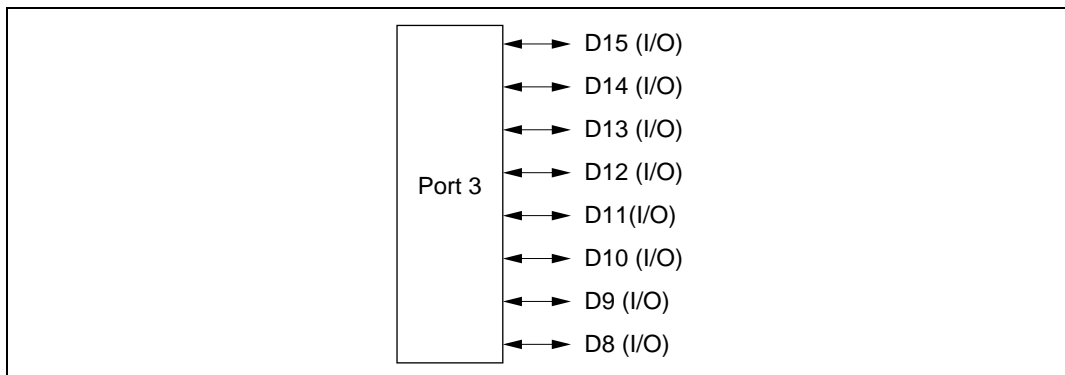 D15 (I/O)
D14 (I/O)
D13 (I/O)
D12 (I/O)
Port 3
D11(I/O)
D10 (I/O)
D9 (I/O)
D8 (I/O)